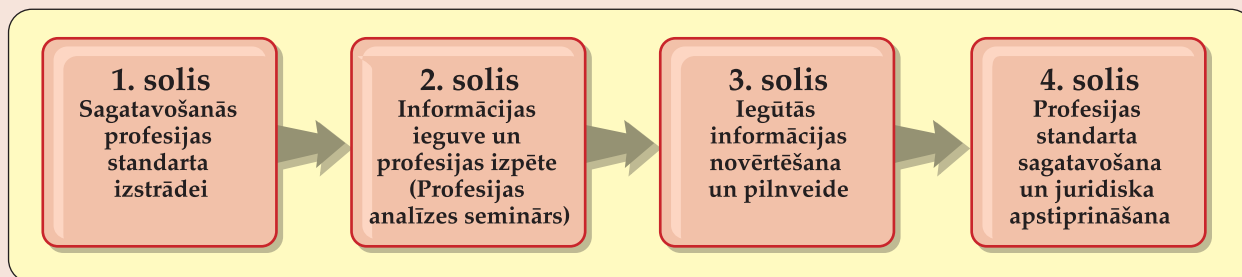 1. solis
Sagatavošanās
profesijas
standarta
izstrādei
2. solis
Informācijas
ieguve un
profesijas izpēte
(Profesijas
analīzes seminārs)
3. solis
Iegūtās
informācijas
novērtēšana
un pilnveide
4. solis
Profesijas
standarta
sagatavošana
un juridiska
apstiprināšana